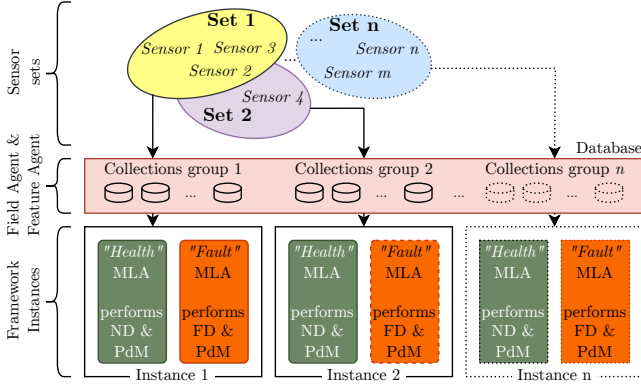 Sensor
sets
Set 1
Sensor 1 Sensor 3
Sensor 2
...
... Set n
Sensor n
Sensor m
Sensor 4
Set 2
Field Agent &
Feature Agent
Database
Collections group 1
...
Collections group 2
...
...
Collections group n
...
Framework
Instances
"Health"
MLA
performs
ND &
PdM
"Fault"
MLA
performs
FD &
PdM
Instance 1
"Health"
MLA
performs
ND &
PdM
"Fault"
MLA
performs
FD &
PdM
Instance 2
"Health"
MLA
performs
ND &
PdM
"Fault"
MLA
performs
FD &
PdM
Instance n